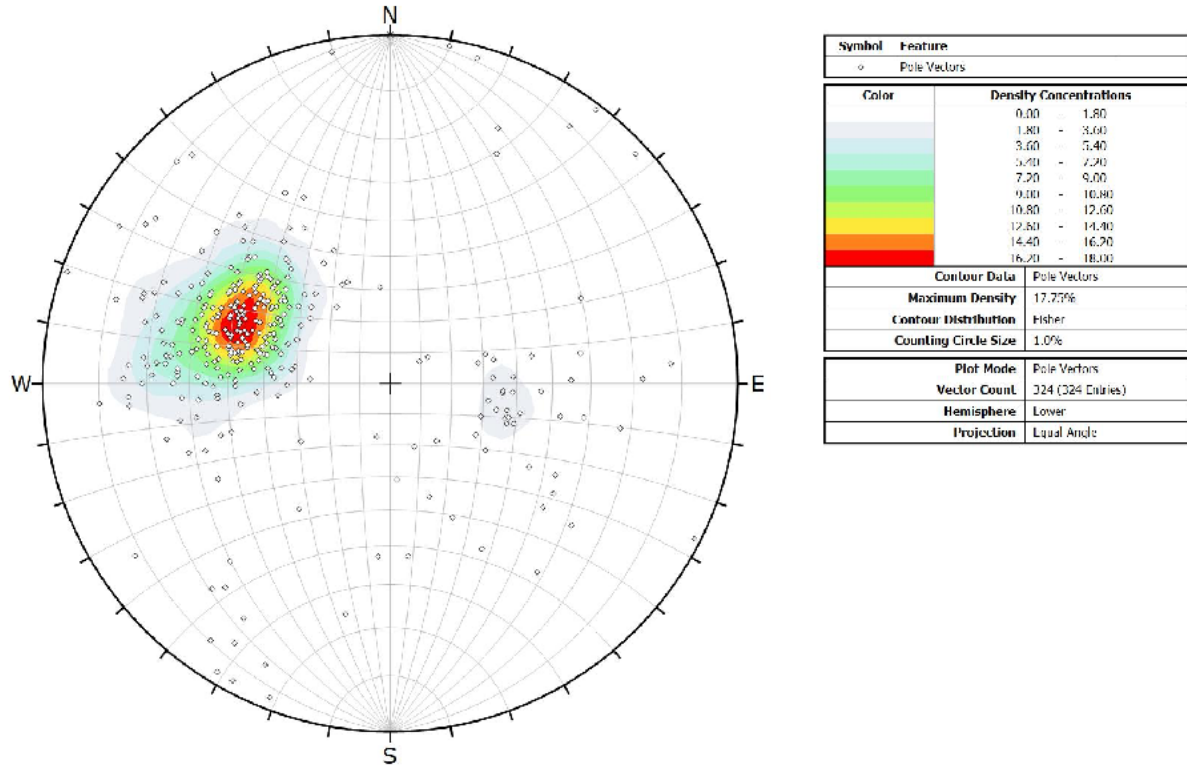 N
W
E
S
Symbol Feature
Pole Vectors
Color Density Concentrations
0.00 - 1.80
1.80 - 3.60
3.60 - 5.40
5.40 - 7.20
7.20 - 9.00
9.00 - 10.80
10.80 - 12.60
12.60 - 14.40
14.40 - 16.20
16.20 - 18.00
Contour Data Pole Vectors
Maximum Density 17.75%
Contour Distribution Fisher
Counting Circle Size 1.0%
Plot Mode Pole Vectors
Vector Count 324 (324 Entries)
Hemisphere Lower
Projection Equal Angle